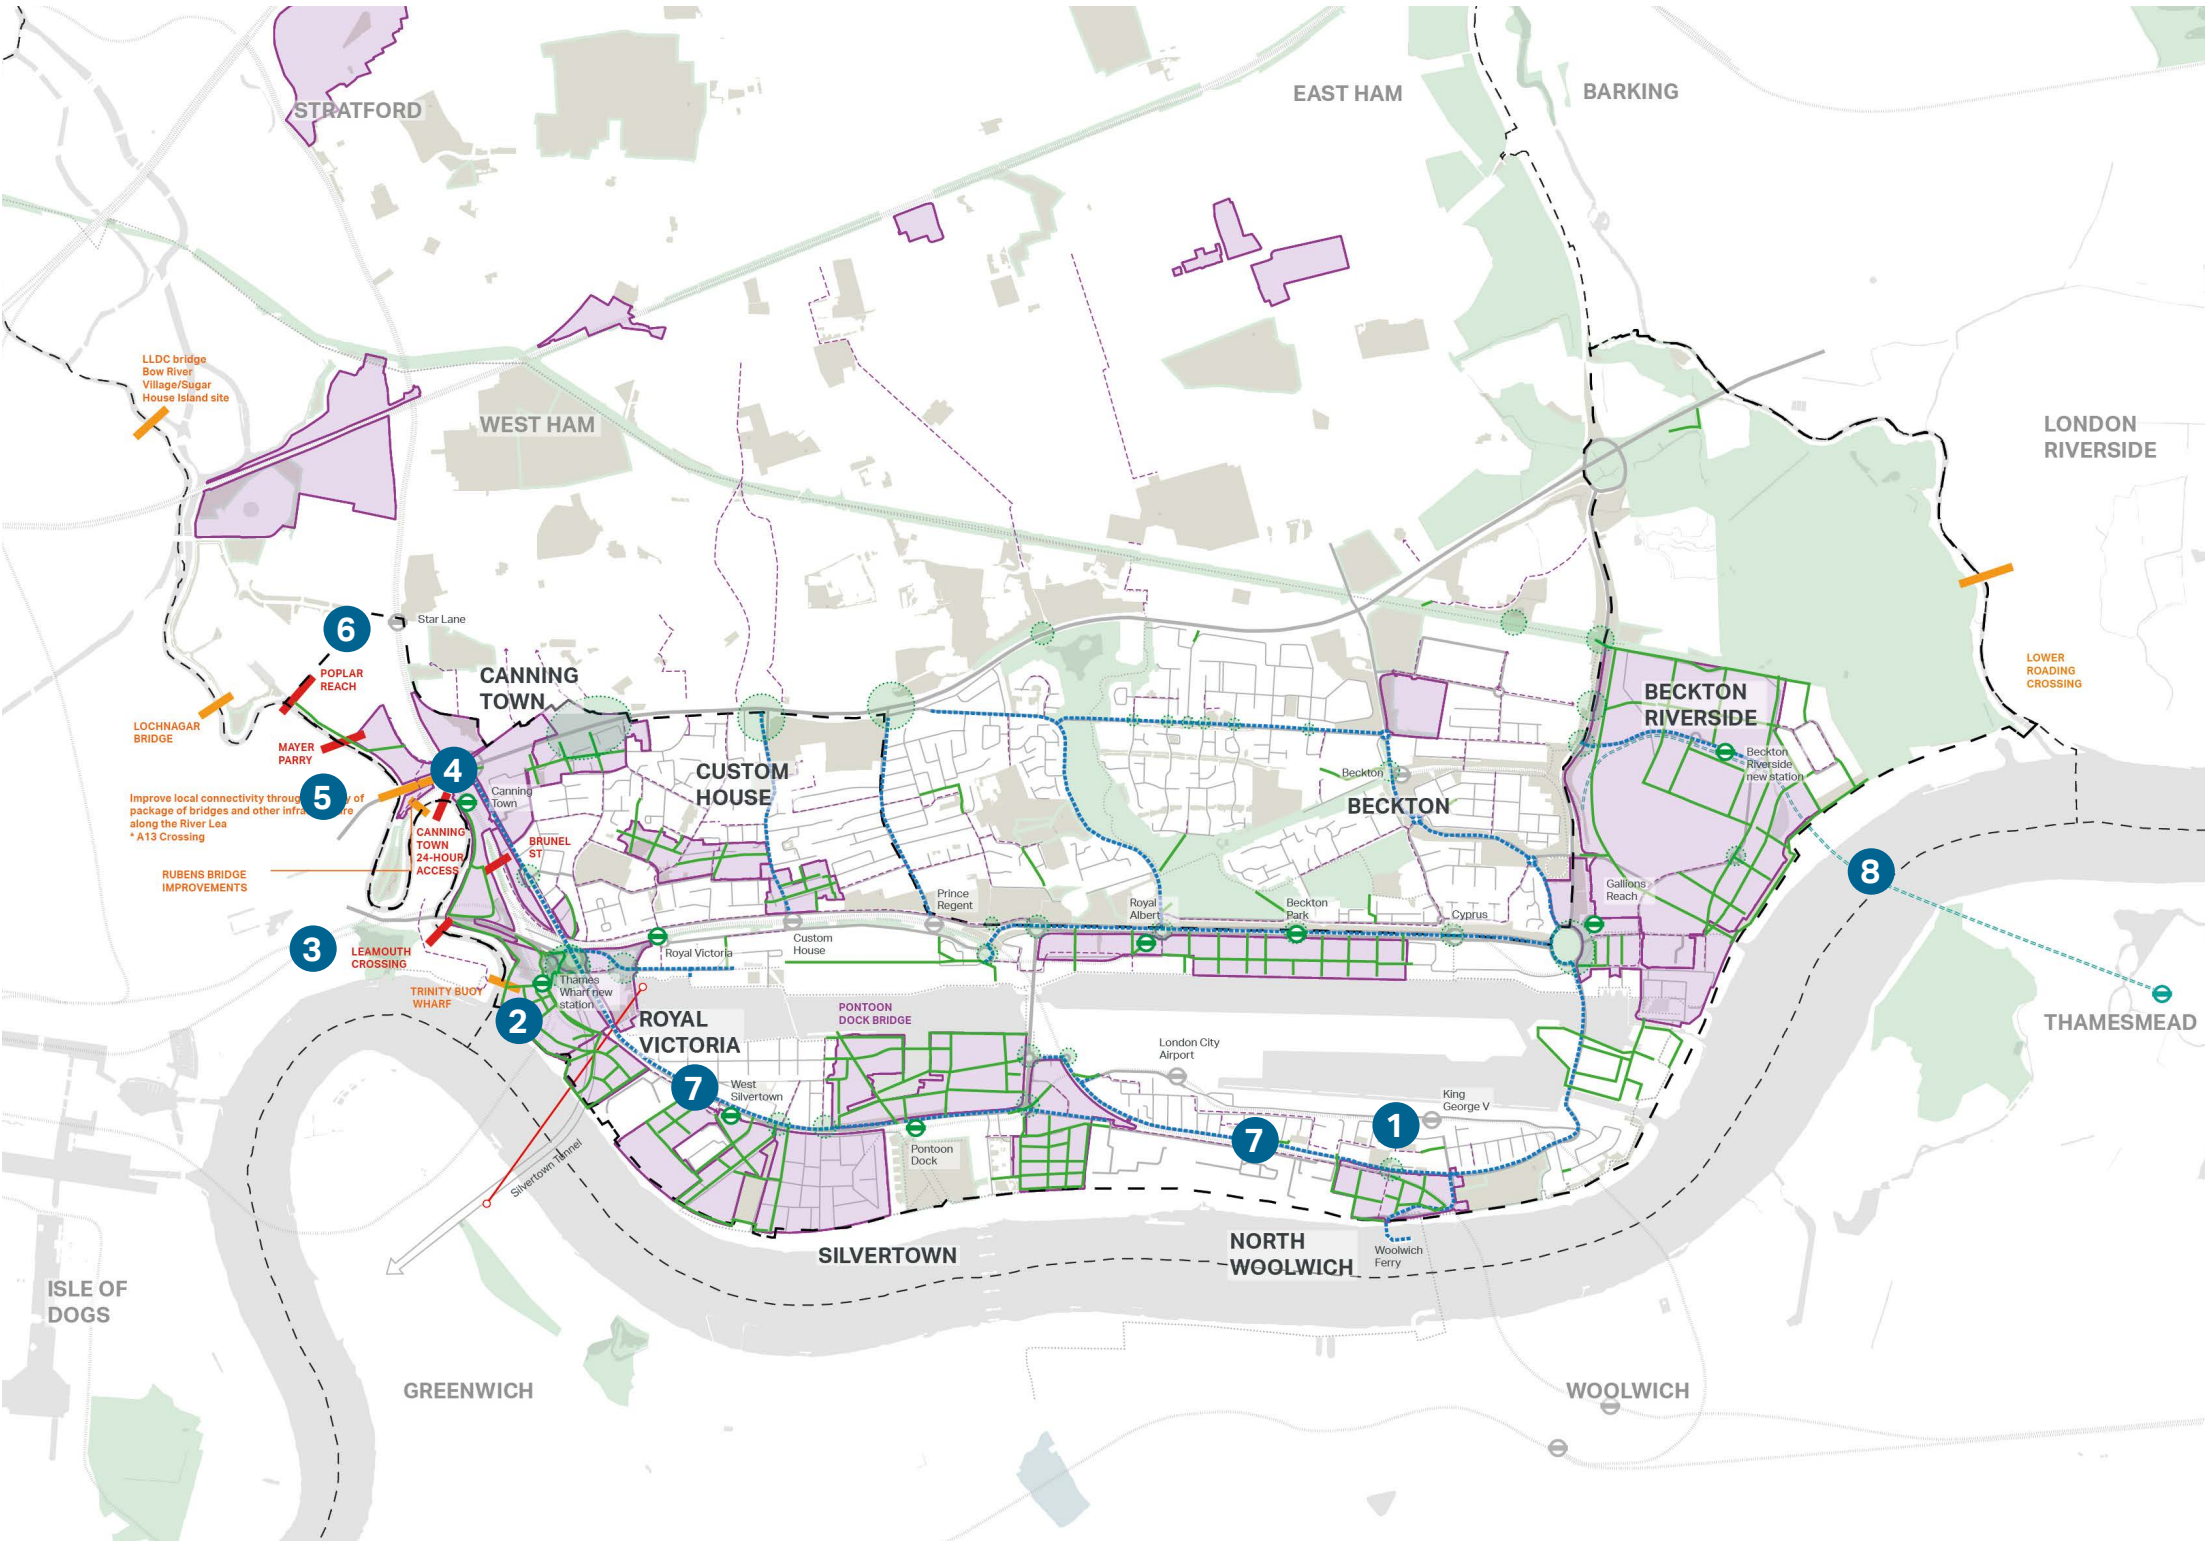 STRATFORD
EAST HAM
BARKING
LLDC bridge
Bow River
Village/Sugar
House Island site
WEST HAM
LONDON
RIVERSIDE
6
Star Lane
POPLAR
REACH
CANNING
TOWN
LOWER
ROADING
CROSSING
BECKTON
RIVERSIDE
LOCHNAGAR
BRIDGE
MAYER
PARRY
4
Beckton
Riverside
new station
CUSTOM
HOUSE
Beckton
BECKTON
5
Canning
Town
Improve local connectivity throug y of
package of bridges and other infra re
along the River Lea
* A13 Crossing
CANNING
TOWN
24-HOUR
ACCESS
BRUNEL
ST
RUBENS BRIDGE
IMPROVEMENTS
8
Gallions
Reach
Prince
Regent
Royal
Albert
Beckton
Park
Cyprus
3
LEAMOUTH
CROSSING
Royal Victoria
Custom
House
TRINITY BUOY
WHARF
Thames
Wharf new
station
2
PONTOON
DOCK BRIDGE
ROYAL
VICTORIA
THAMESMEAD
London City
Airport
7
West
Silvertown
King
George V
1
7
Pontoon
Dock
Silvertown Tunnel
SILVERTOWN
NORTH
WOOLWICH
Woolwich
Ferry
ISLE OF
DOGS
GREENWICH
WOOLWICH